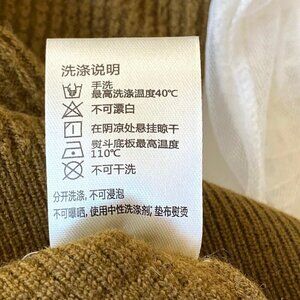 洗涤说明
手洗
最高洗涤温度40℃
不可漂白
在阴凉处悬挂晾干
熨斗底板最高温度
110℃
不可干洗
分开洗涤, 不可浸泡
不可曝晒, 使用中性洗涤剂, 垫布熨烫